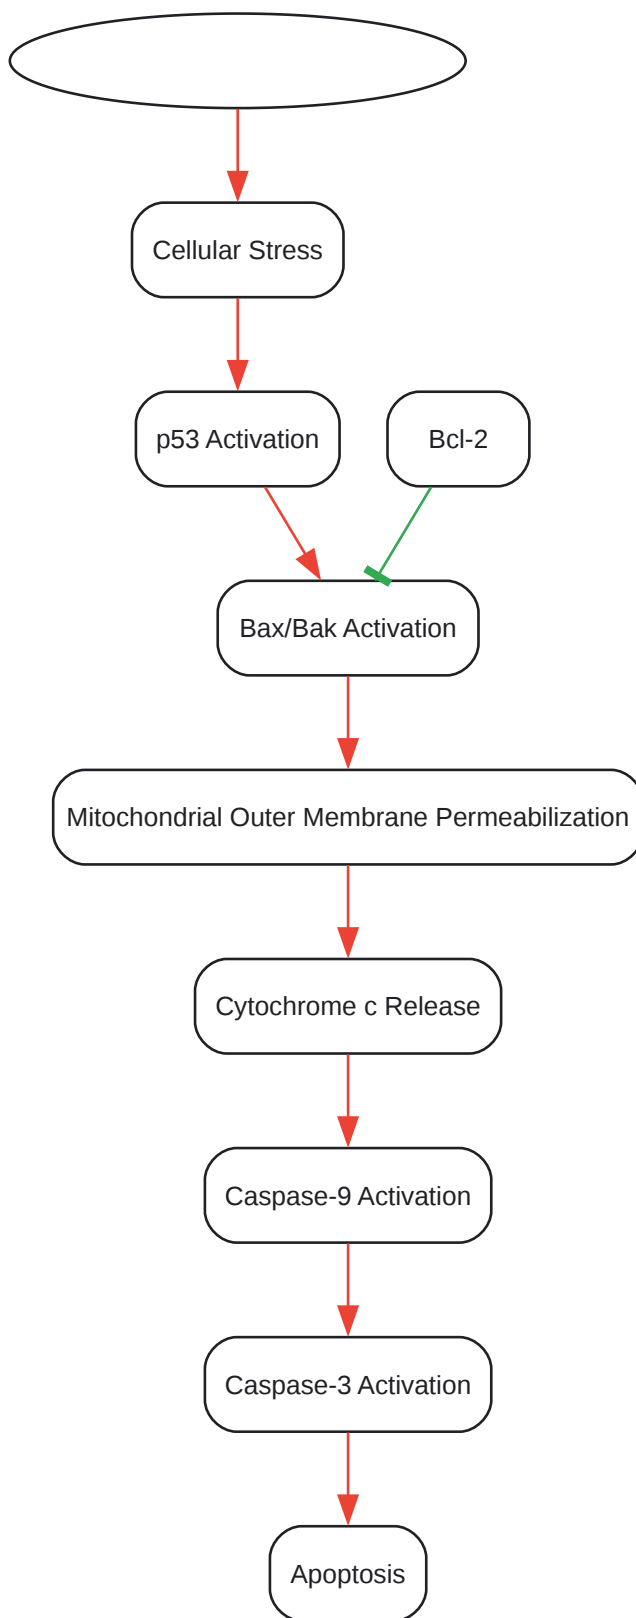 Cellular Stress
p53 Activation
Bcl-2
Bax/Bak Activation
Mitochondrial Outer Membrane Permeabilization
Cytochrome c Release
Caspase-9 Activation
Caspase-3 Activation
Apoptosis